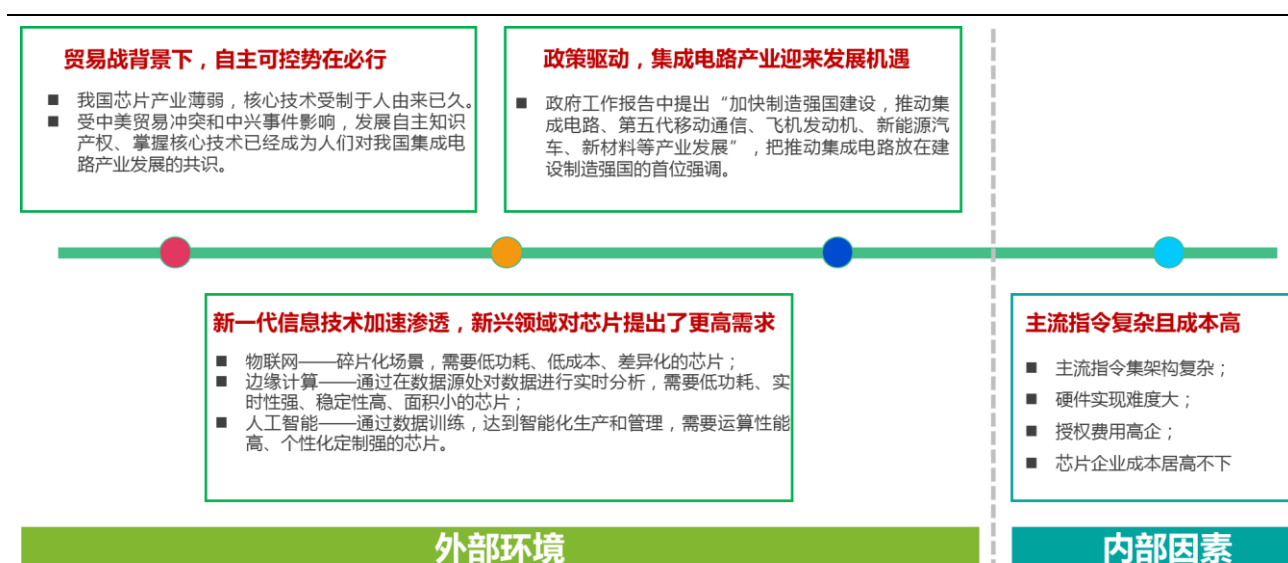 贸易战背景下，自主可控势在必行
■ 我国芯片产业薄弱，核心技术受制于人由来已久。
■ 受中美贸易冲突和中兴事件影响，发展自主知识
产权、掌握核心技术已经成为人们对我国集成电
路产业发展的共识。
政策驱动，集成电路产业迎来发展机遇
■ 政府工作报告中提出“加快制造强国建设，推动集
成电路、第五代移动通信、飞机发动机、新能源汽
车、新材料等产业发展”，把推动集成电路放在建
设制造强国的首位强调。
新一代信息技术加速渗透，新兴领域对芯片提出了更高需求
■ 物联网——碎片化场景，需要低功耗、低成本、差异化的芯片；
■ 边缘计算——通过在数据源处对数据进行实时分析，需要低功耗、实
时性强、稳定性高、面积小的芯片；
■ 人工智能——通过数据训练，达到智能化生产和管理，需要运算性能
高、个性化定制强的芯片。
主流指令复杂且成本高
■ 主流指令集架构复杂；
■ 硬件实现难度大；
■ 授权费用高企；
■ 芯片企业成本居高不下
外部环境
内部因素